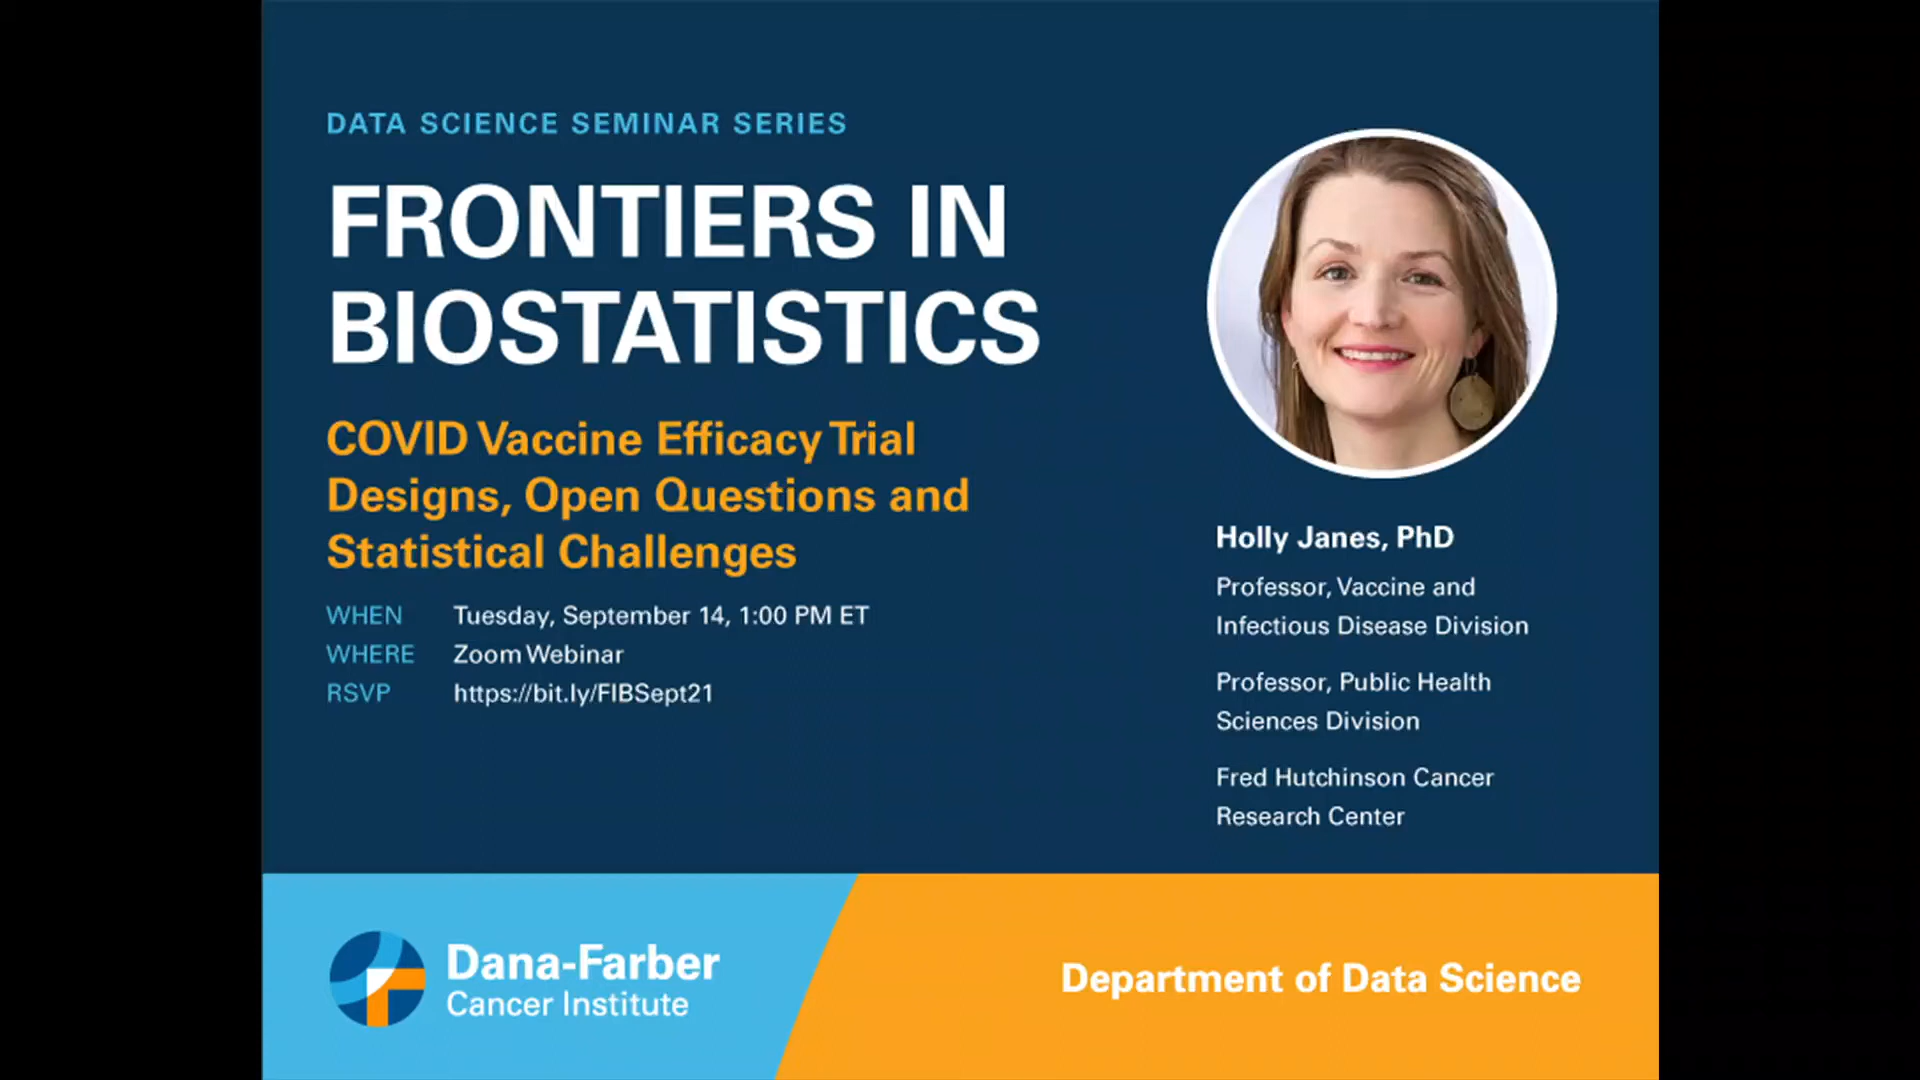 DATA SCIENCE SEMINAR SERIES
FRONTIERS IN
BIOSTATISTICS
COVID Vaccine Efficacy Trial
Designs, Open Questions and
Statistical Challenges
WHEN Tuesday, September 14, 1:00 PM ET
WHERE Zoom Webinar
RSVP https://bit.ly/FIBSept21
Holly Janes, PhD
Professor, Vaccine and
Infectious Disease Division
Professor, Public Health
Sciences Division
Fred Hutchinson Cancer
Research Center
Dana-Farber
Cancer Institute
Department of Data Science